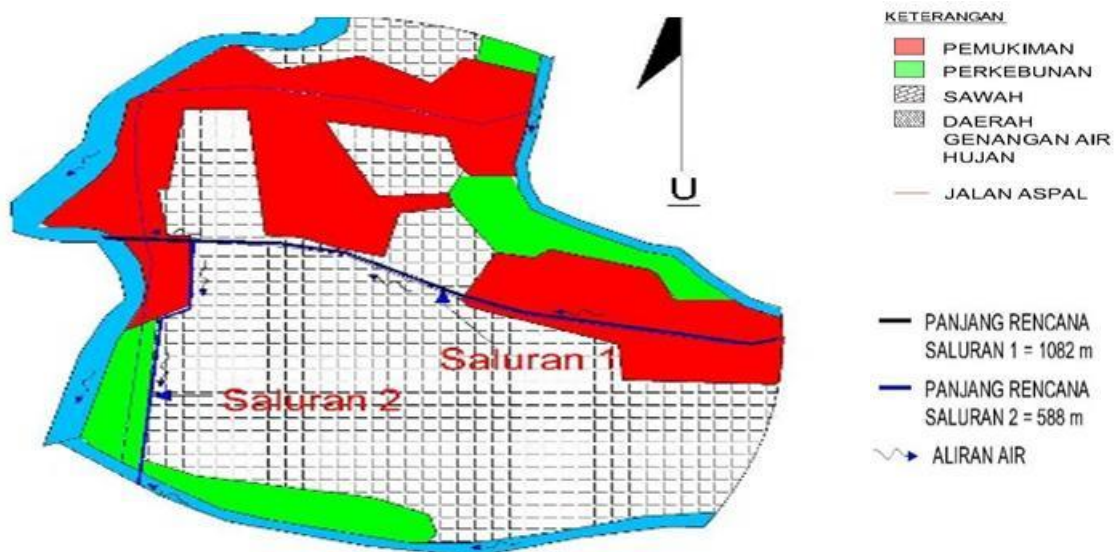 KETERANGAN
PEMUKIMAN
PERKEBUNAN
SAWAH
DAERAH
GENANGAN AIR
HUJAN
JALAN ASPAL
U
Saluran 1
Saluran 2
PANJANG RENCANA
SALURAN 1 = 1082 m
PANJANG RENCANA
SALURAN 2 = 588 m
ALIRAN AIR